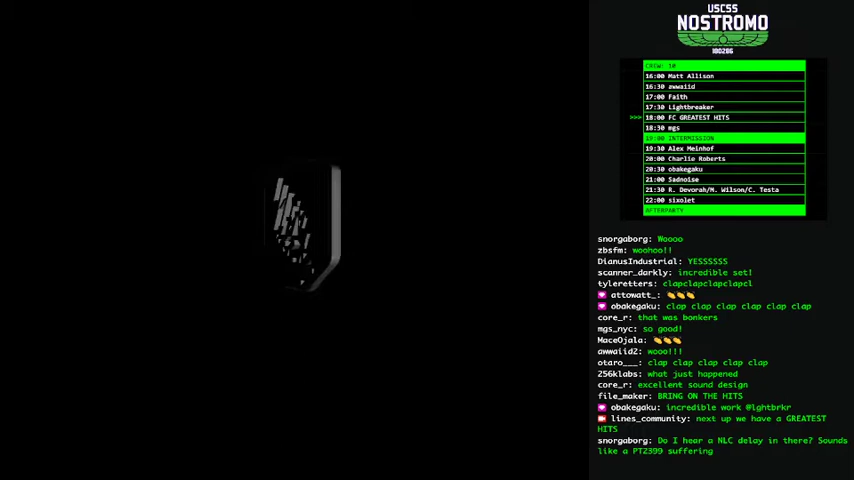 USCSS
NOSTROMO
180286
CREW: 10
16:00 Matt Allison
16:30 awwaiid
17:00 Faith
17:30 Lightbreaker
>>> 18:00 FC GREATEST HITS
18:30 mgs
19:00 INTERMISSION
19:30 Alex Meinhof
20:00 Charlie Roberts
20:30 obakegaku
21:00 Sadnoise
21:30 R. Devorah/M. Wilson/C. Testa
22:00 sixolet
AFTERPARTY
snorgaborg: Woooo
zbsfm: woohoo!!
DianusIndustrial: YESSSSSS
scanner_darkly: incredible set!
tyleretters: clapclapclapclapcl
attowatt_: 👏👏👏
obakegaku: clap clap clap clap clap clap
core_r: that was bonkers
mgs_nyc: so good!
MaceOjala: 👏👏👏
awwaiid2: wooo!!!
otaro___: clap clap clap clap clap
256klabs: what just happened
core_r: excellent sound design
file_maker: BRING ON THE HITS
obakegaku: incredible work @lghtbrkr
lines_community: next up we have a GREATEST
HITS
snorgaborg: Do I hear a NLC delay in there? Sounds
like a PT2399 suffering